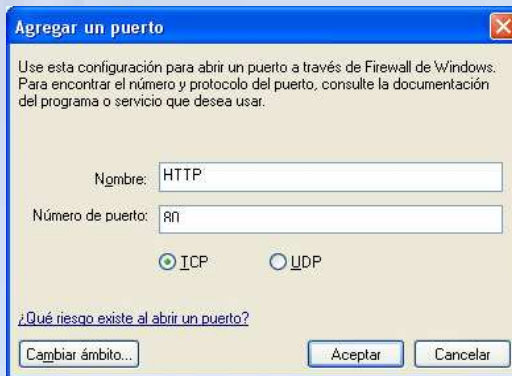 Agregar un puerto
Use esta configuración para abrir un puerto a través de Firewall de Windows.
Para encontrar el número y protocolo del puerto, consulte la documentación
del programa o servicio que desea usar.
Nombre: HTTP
Número de puerto: 80
TCP UDP
¿Qué riesgo existe al abrir un puerto?
Cambiar ámbito... Aceptar Cancelar